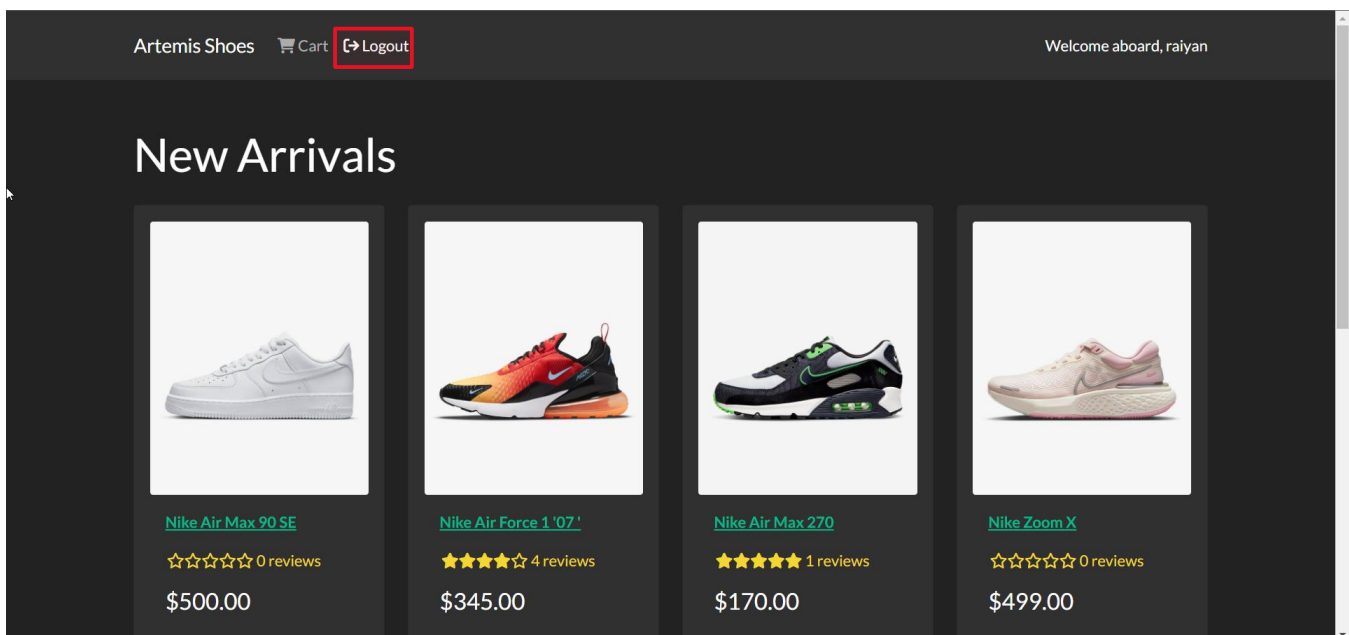 Artemis Shoes Cart Logout Welcome aboard, raiyan
New Arrivals
Nike Air Max 90 SE
0 reviews
$500.00
Nike Air Force 1 '07 '
4 reviews
$345.00
Nike Air Max 270
1 reviews
$170.00
Nike Zoom X
0 reviews
$499.00